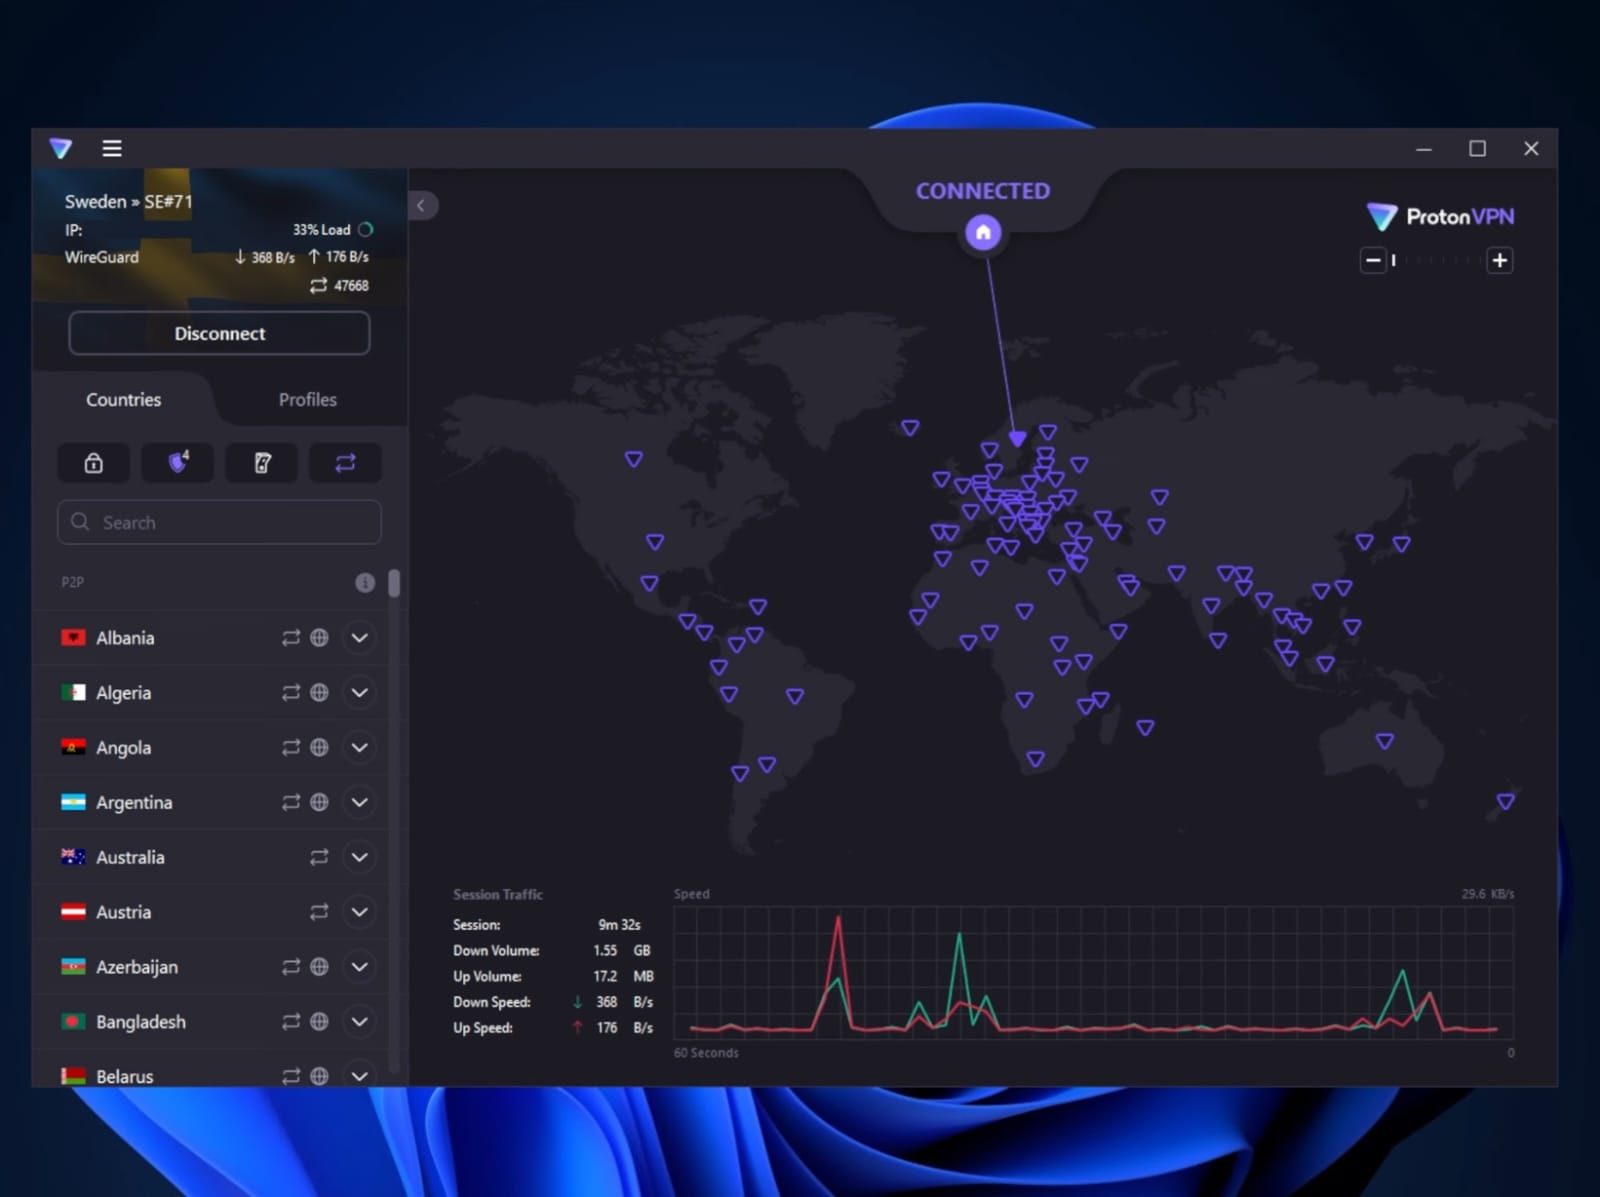 Sweden » SE#71
IP:
33% Load
WireGuard
↓ 368 B/s ↑ 176 B/s
47668
Disconnect
Countries
Profiles
4
Search
P2P
Albania
Algeria
Angola
Argentina
Australia
Austria
Azerbaijan
Bangladesh
Belarus
CONNECTED
ProtonVPN
Session Traffic
Session: 9m 32s
Down Volume: 1.55 GB
Up Volume: 17.2 MB
Down Speed: ↓ 368 B/s
Up Speed: ↑ 176 B/s
Speed
29.6 KB/s
60 Seconds
0